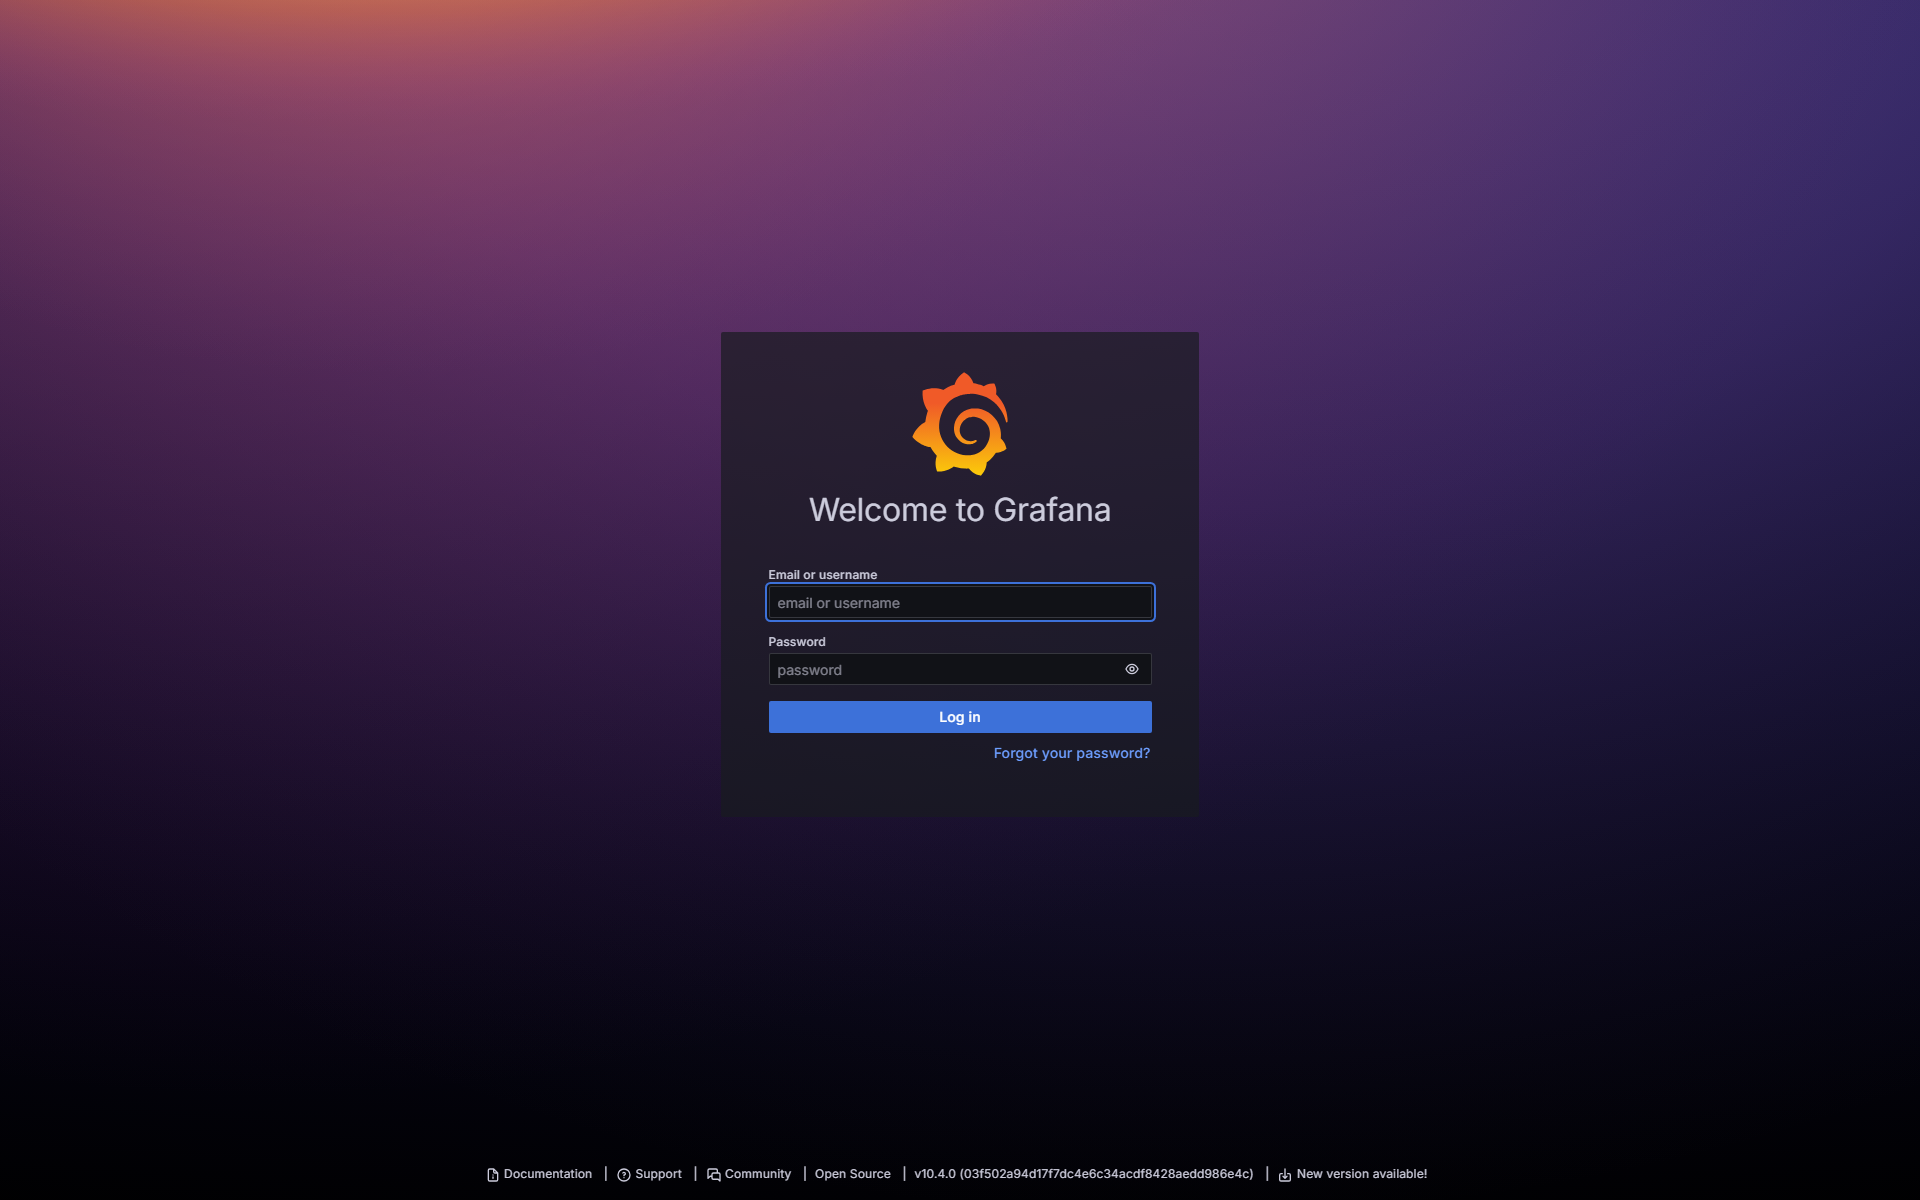 Welcome to Grafana
Email or username
email or username
Password
password
Log in
Forgot your password?
Documentation | Support | Community | Open Source | v10.4.0 (03f502a94d17f7dc4e6c34acdf8428aedd986e4c) | New version available!